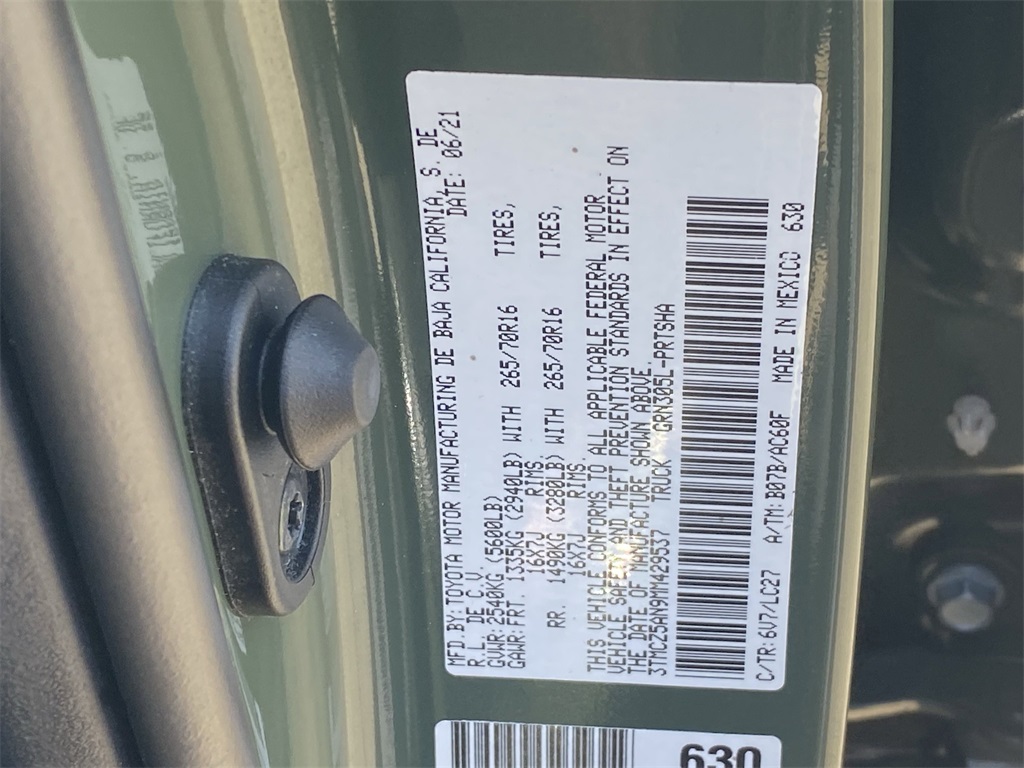 MFD.BY:TOYOTA MOTOR MANUFACTURING DE BAJA CALIFORNIA, S. DE
R.L. DE C.V. DATE: 06/21
GVWR:2540KG (5600LB)
GAWR:FRT. 1335KG (2940LB) WITH 265/70R16 TIRES,
16X7J RIMS,
RR. 1490KG (3280LB) WITH 265/70R16 TIRES,
16X7J RIMS.
THIS VEHICLE CONFORMS TO ALL APPLICABLE FEDERAL MOTOR
VEHICLE SAFETY AND THEFT PREVENTION STANDARDS IN EFFECT ON
THE DATE OF MANUFACTURE SHOWN ABOVE.
3TMCZ5AN9MM429537 TRUCK GRN305L-PRTSHA
C/TR:6V7/LC27 A/TM:B07B/AC60F MADE IN MEXICO 630
630